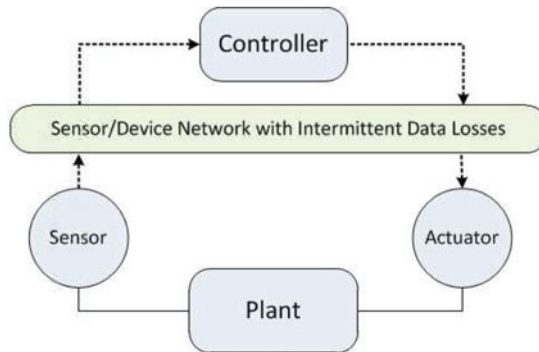 Controller
Sensor/Device Network with Intermittent Data Losses
Sensor
Actuator
Plant